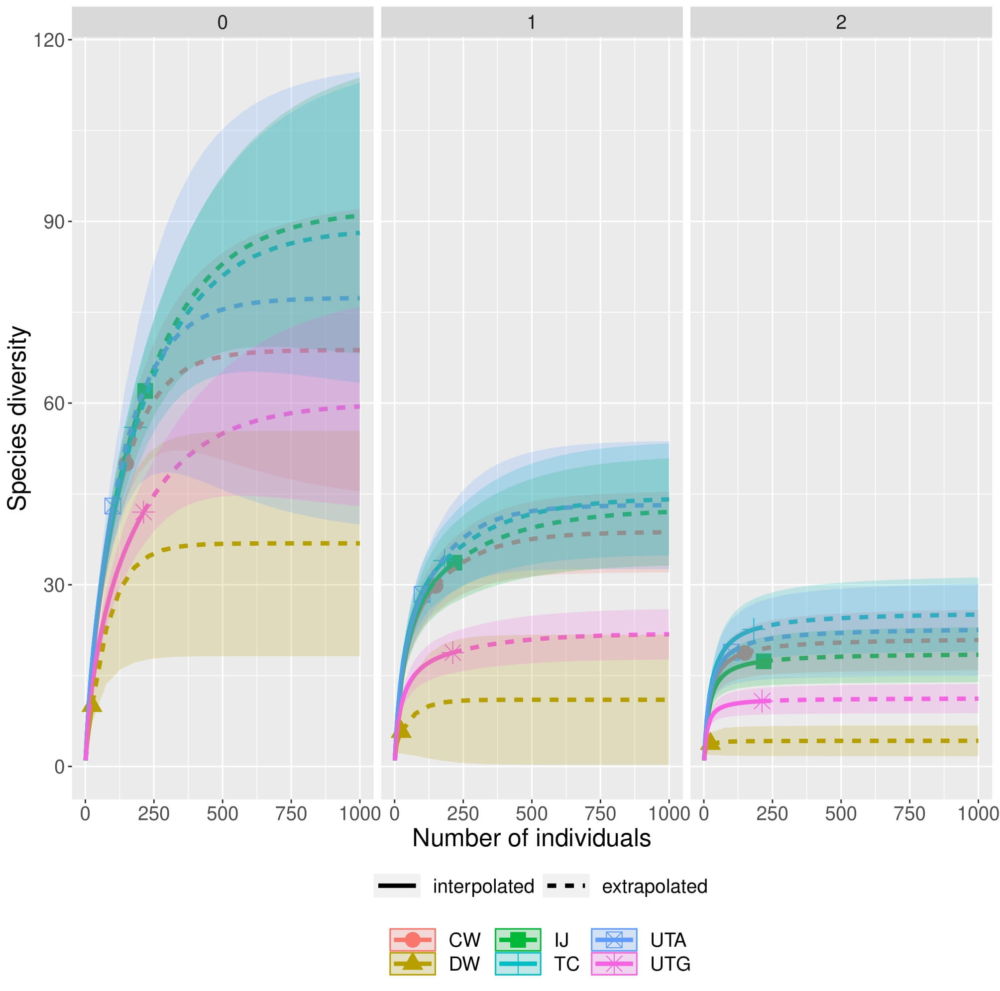 0 1 2
120
90
60
30
0
Species diversity
0 250 500 750 1000 0 250 500 750 1000 0 250 500 750 1000
Number of individuals
interpolated extrapolated
CW IJ UTA
DW TC UTG